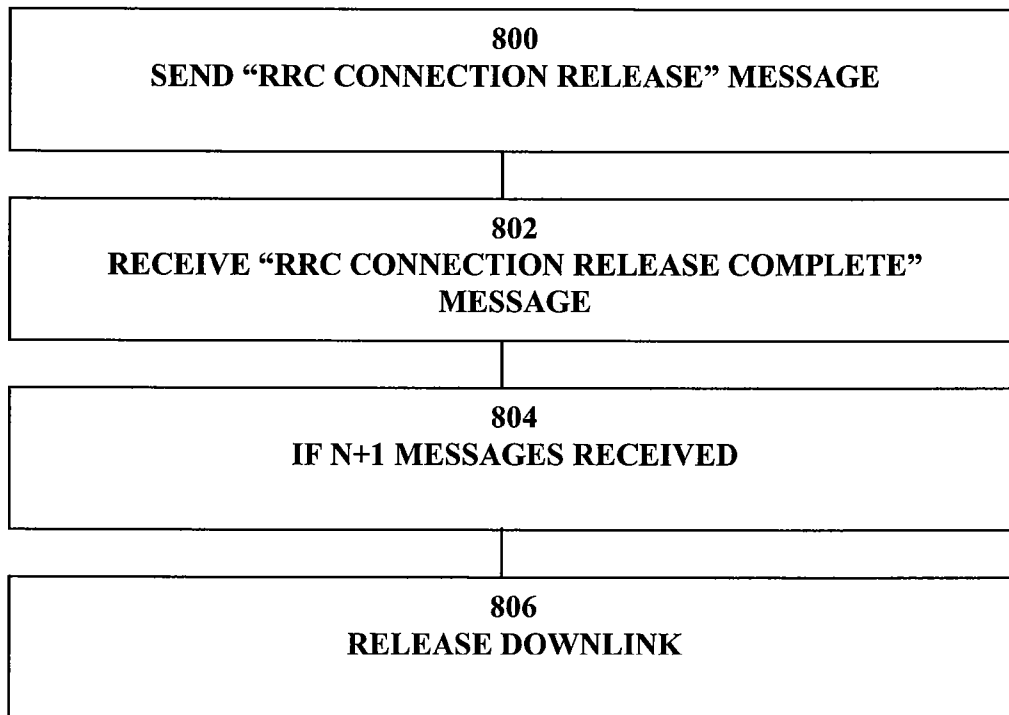 800
SEND “RRC CONNECTION RELEASE” MESSAGE
802
RECEIVE “RRC CONNECTION RELEASE COMPLETE”
MESSAGE
804
IF N+1 MESSAGES RECEIVED
806
RELEASE DOWNLINK